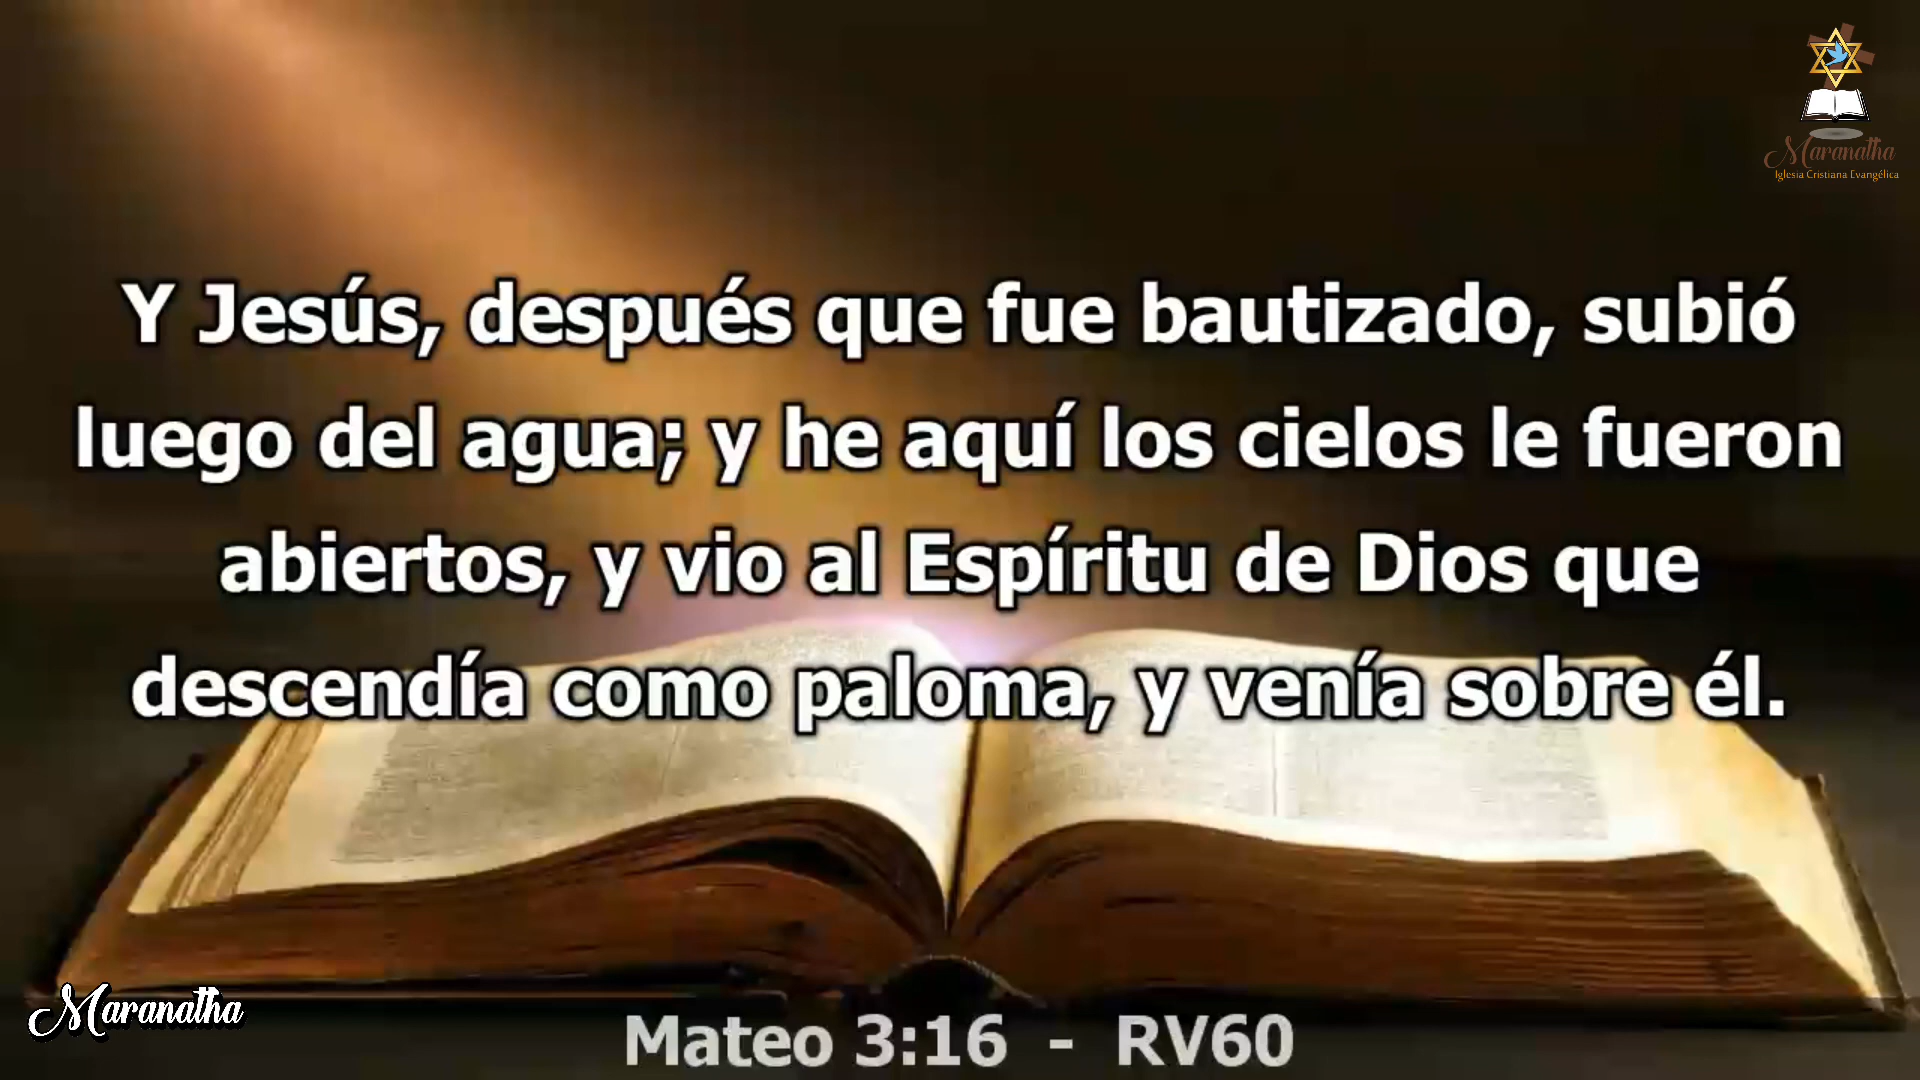 Maranatha
Iglesia Cristiana Evangélica
Y Jesús, después que fue bautizado, subió
luego del agua; y he aquí los cielos le fueron
abiertos, y vio al Espíritu de Dios que
descendía como paloma, y venía sobre él.
Maranatha
Mateo 3:16 - RV60